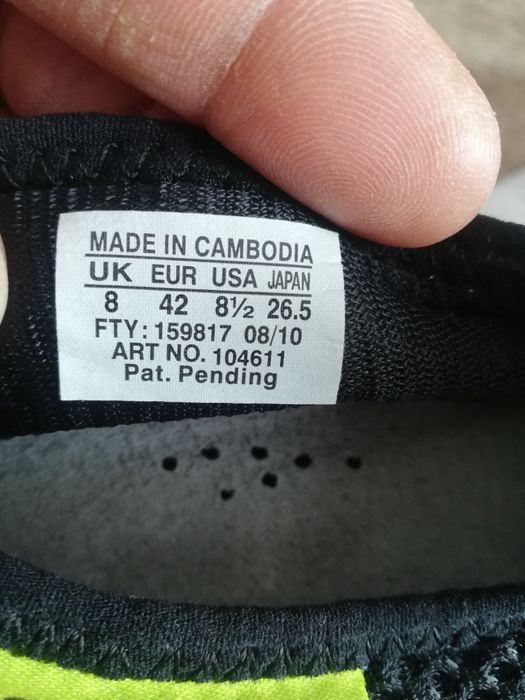 MADE IN CAMBODIA
UK EUR USA JAPAN
8 42 8½ 26.5
FTY: 159817 08/10
ART NO. 104611
Pat. Pending